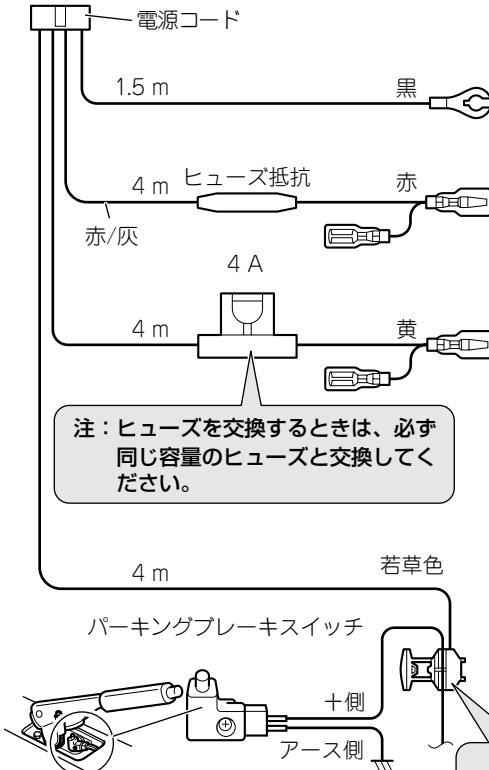 電源コード
1.5 m
黒
4 m
ヒューズ抵抗
赤
赤/灰
4 A
4 m
黄
注：ヒューズを交換するときは、必ず
同じ容量のヒューズと交換してく
ださい。
4 m
若草色
パーキングブレーキスイッチ
＋側
アース側